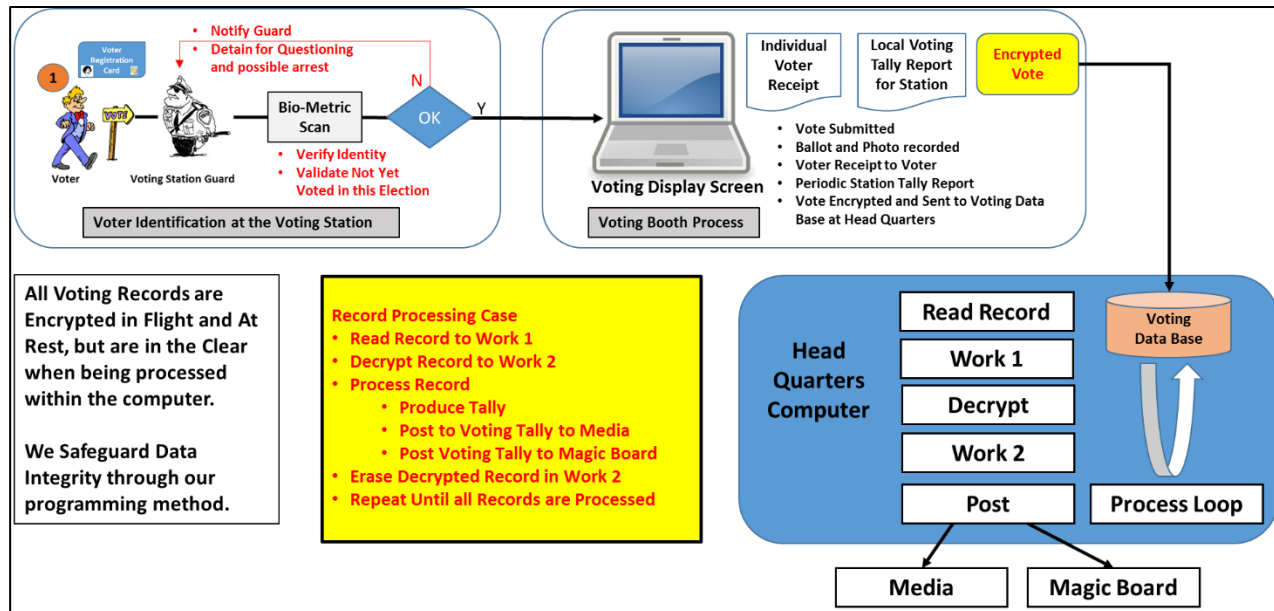 Voter
Registration
Card
1
VOTE
Voter
Voting Station Guard
• Notify Guard
• Detain for Questioning
and possible arrest
N
Bio-Metric
Scan
OK
Y
• Verify Identity
• Validate Not Yet
Voted in this Election
Voter Identification at the Voting Station
Voting Display Screen
Voting Booth Process
Individual
Voter
Receipt
Local Voting
Tally Report
for Station
Encrypted
Vote
• Vote Submitted
• Ballot and Photo recorded
• Voter Receipt to Voter
• Periodic Station Tally Report
• Vote Encrypted and Sent to Voting Data
Base at Head Quarters
All Voting Records are
Encrypted in Flight and At
Rest, but are in the Clear
when being processed
within the computer.
We Safeguard Data
Integrity through our
programming method.
Record Processing Case
• Read Record to Work 1
• Decrypt Record to Work 2
• Process Record
• Produce Tally
• Post to Voting Tally to Media
• Post Voting Tally to Magic Board
• Erase Decrypted Record in Work 2
• Repeat Until all Records are Processed
Head
Quarters
Computer
Read Record
Work 1
Decrypt
Work 2
Post
Voting
Data Base
Process Loop
Media
Magic Board